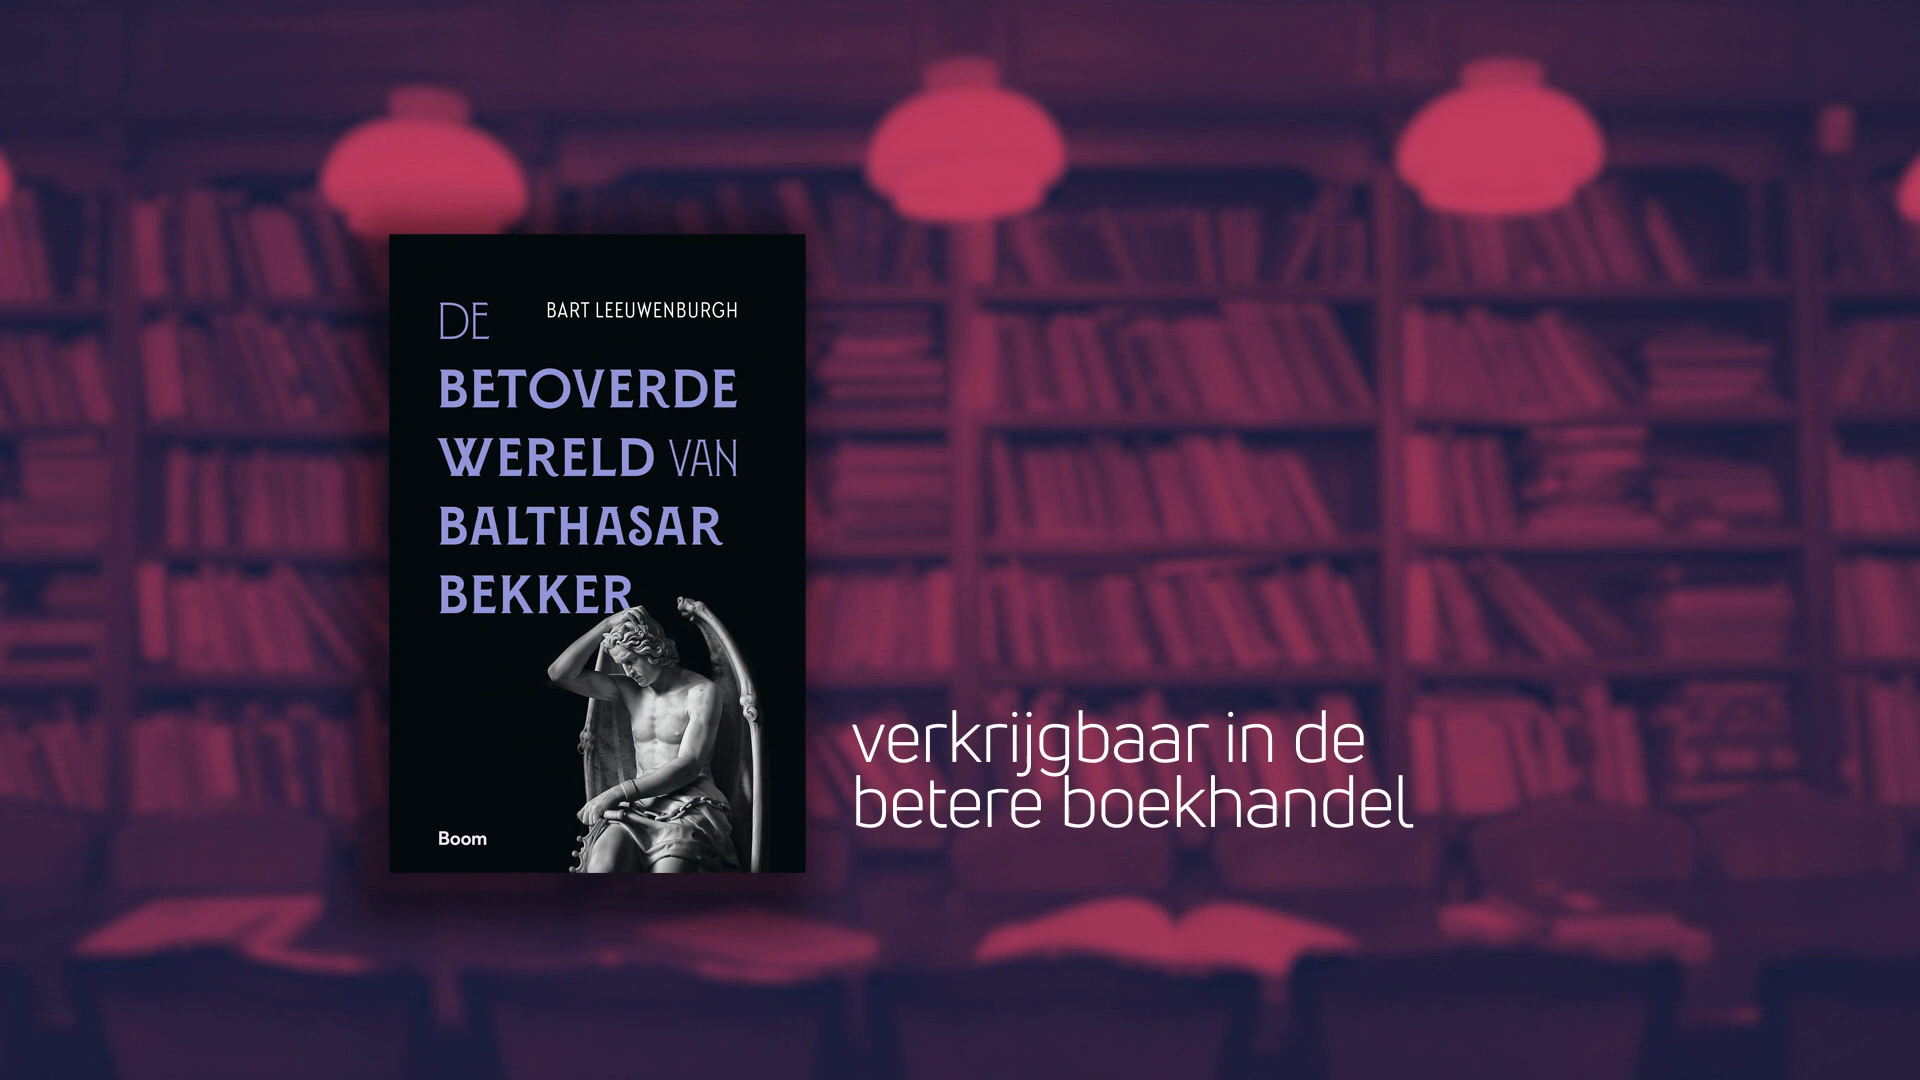 DE
BART LEEUWENBURGH
BETOVERDE
WERELD VAN
BALTHASAR
BEKKER
Boom
verkrijgbaar in de
betere boekhandel